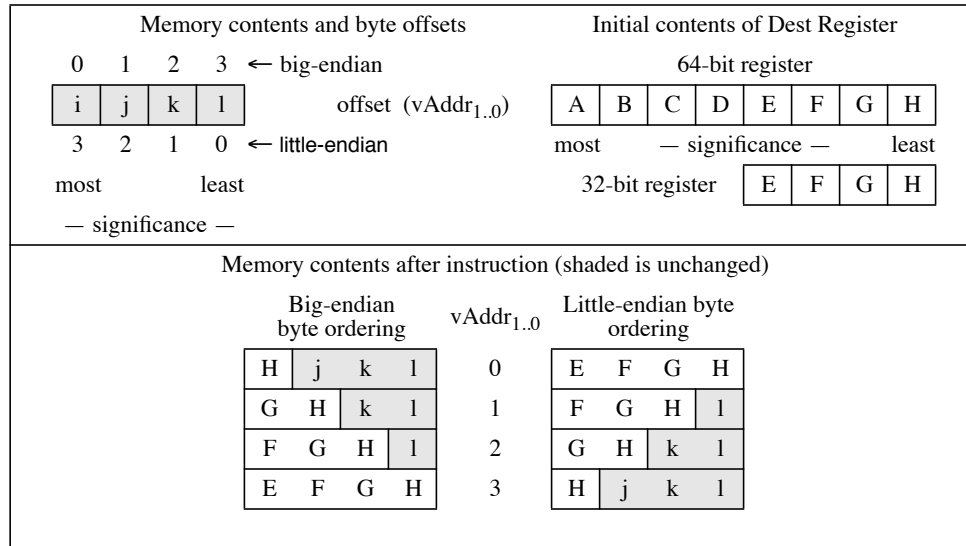 Memory contents and byte offsets
0 1 2 3 ← big-endian
i j k l
offset (vAddr1..0)
3 2 1 0 ← little-endian
most least
— significance —
Initial contents of Dest Register
64-bit register
A B C D E F G H
most — significance — least
32-bit register E F G H
Memory contents after instruction (shaded is unchanged)
Big-endian
byte ordering
vAddr1..0
Little-endian byte
ordering
H j k l 0 E F G H
G H k l 1 F G H l
F G H l 2 G H k l
E F G H 3 H j k l